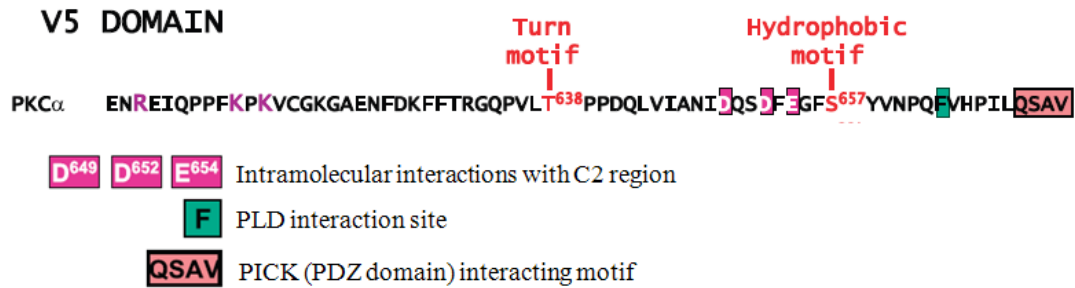 V5 DOMAIN
Turn motif
Hydrophobic motif
PKCα ENREIQPPFKPKVCGKGAENFDKFFTRGQPVLT638PPDQLVIANIDQSDFEGFS657YVNPQFVHPILQSAV
D649 D652 E654 Intramolecular interactions with C2 region
F PLD interaction site
QSAV PICK (PDZ domain) interacting motif